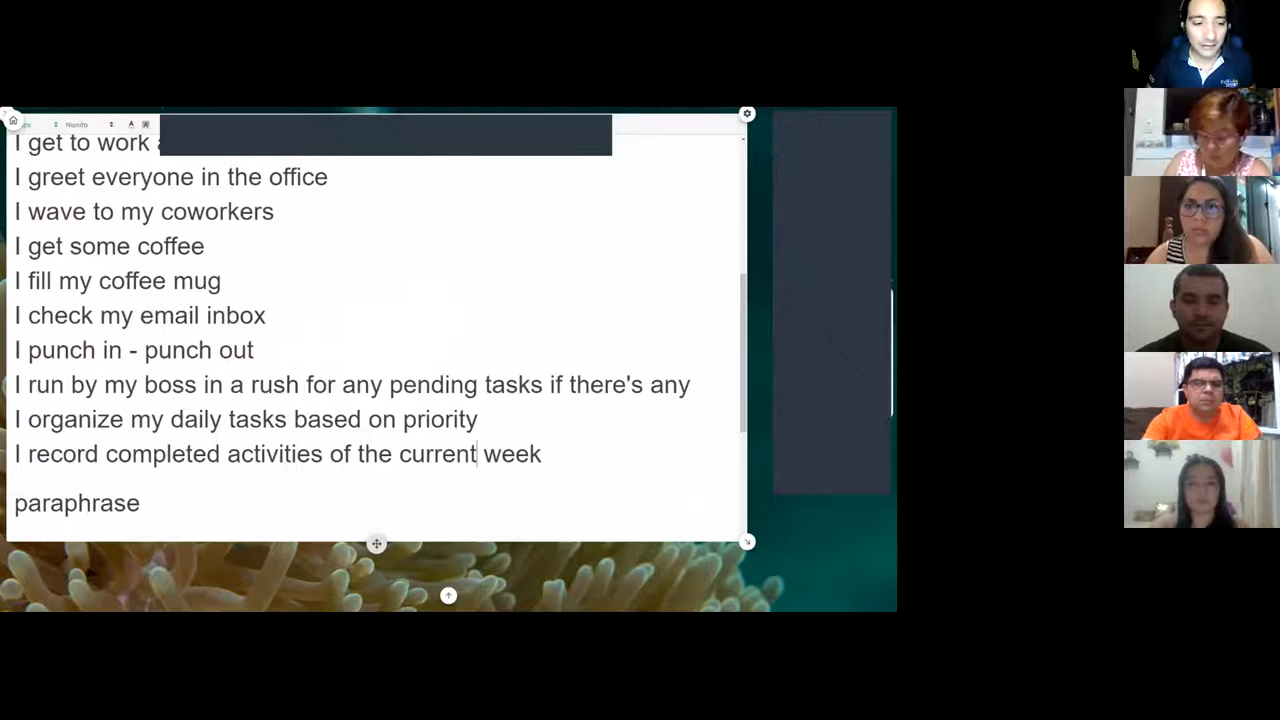 Nunito
I get to work
I greet everyone in the office
I wave to my coworkers
I get some coffee
I fill my coffee mug
I check my email inbox
I punch in - punch out
I run by my boss in a rush for any pending tasks if there's any
I organize my daily tasks based on priority
I record completed activities of the current week
paraphrase